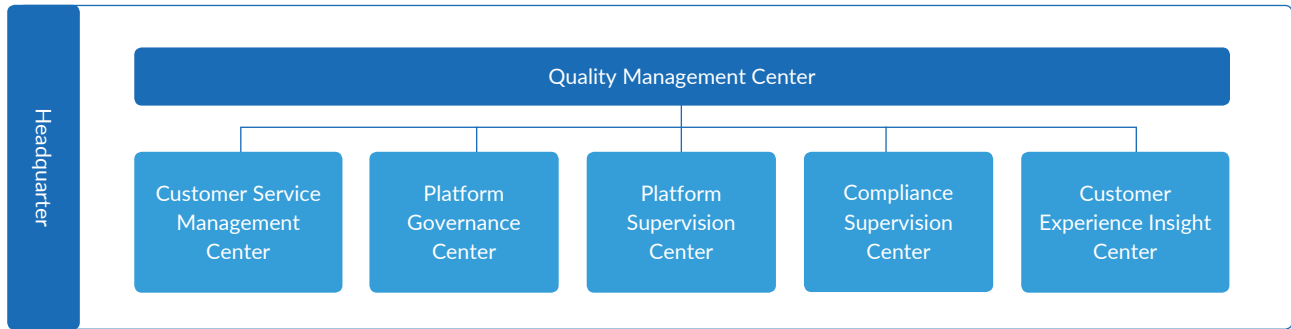 Headquarter
Quality Management Center
Customer Service
Management
Center
Platform
Governance
Center
Platform
Supervision
Center
Compliance
Supervision
Center
Customer
Experience Insight
Center